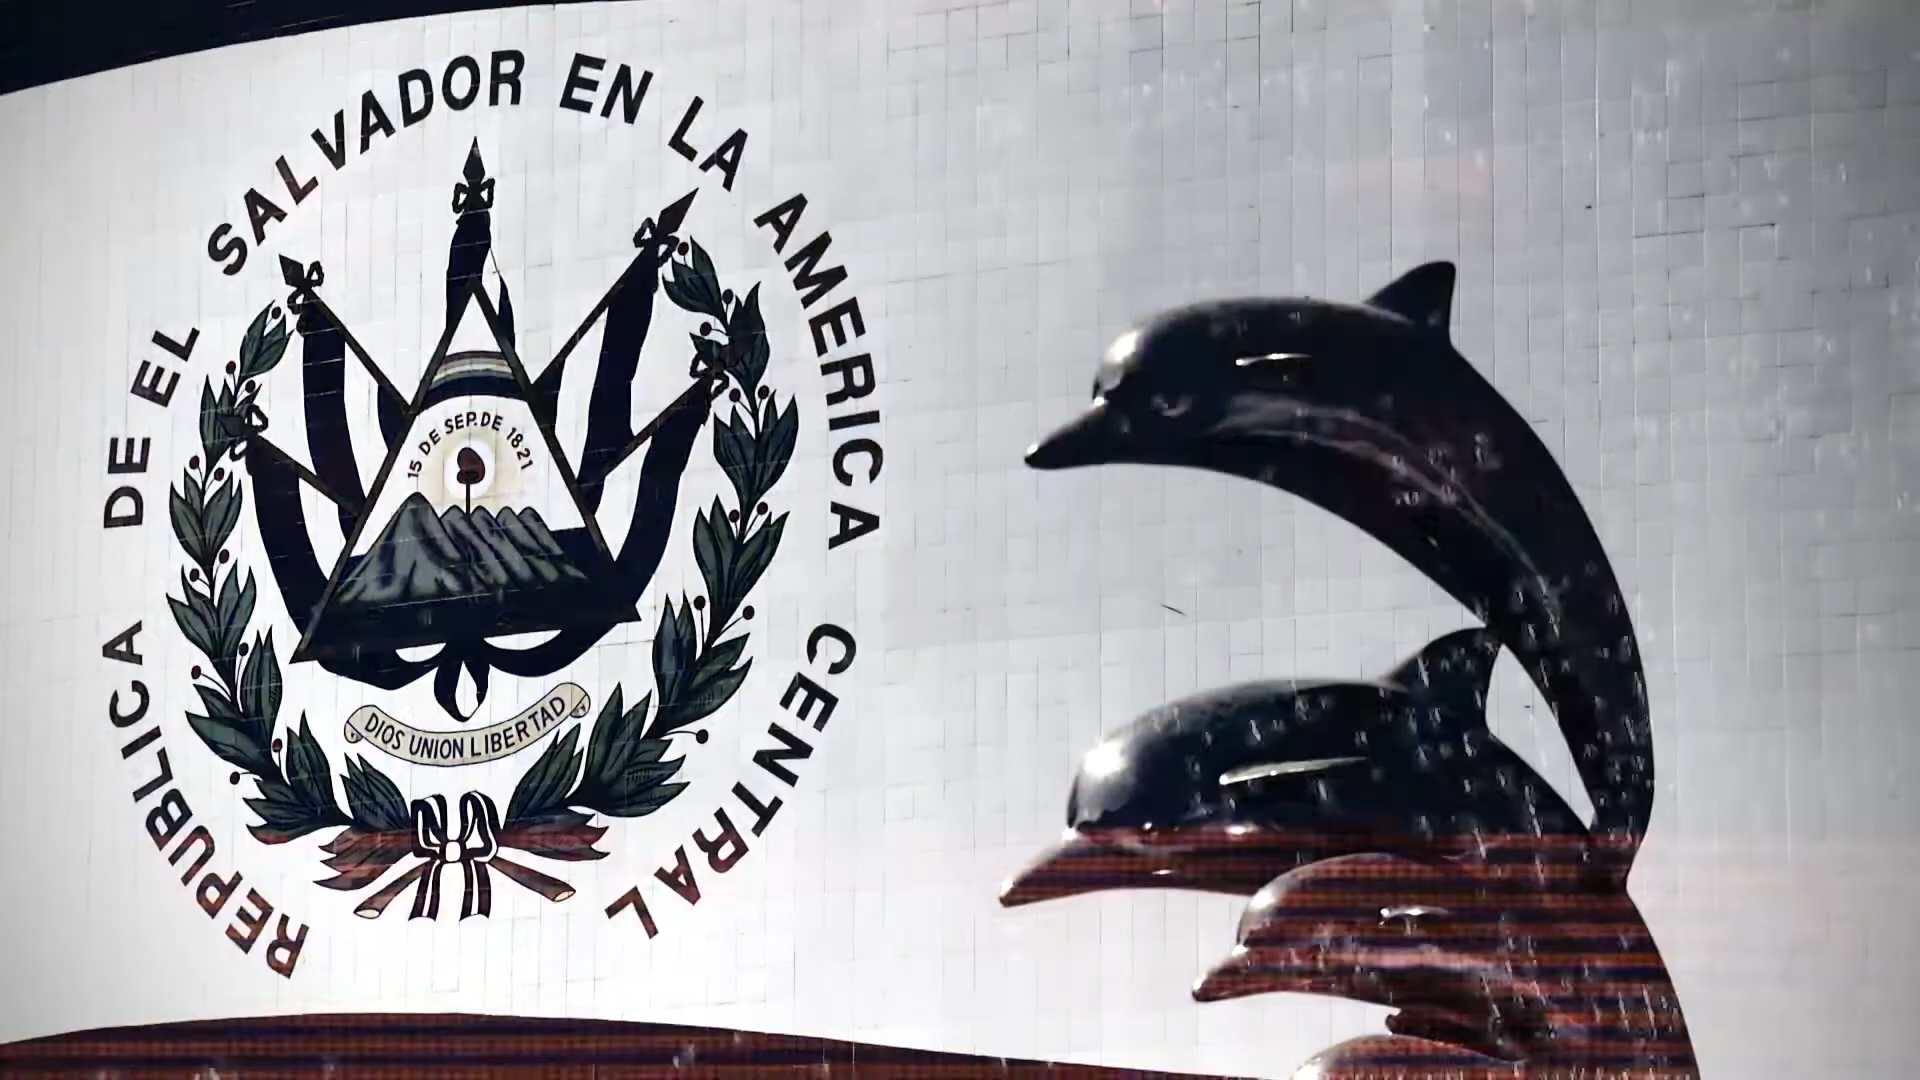 REPUBLICA DE EL SALVADOR EN LA AMERICA CENTRAL
15 DE SEP. DE 1821
DIOS UNION LIBERTAD